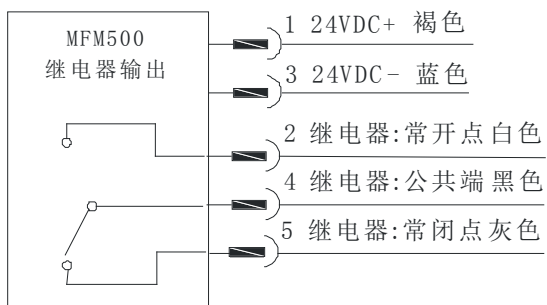 MFM500
继电器输出
1 24VDC+ 褐色
3 24VDC- 蓝色
2 继电器:常开点白色
4 继电器:公共端黑色
5 继电器:常闭点灰色